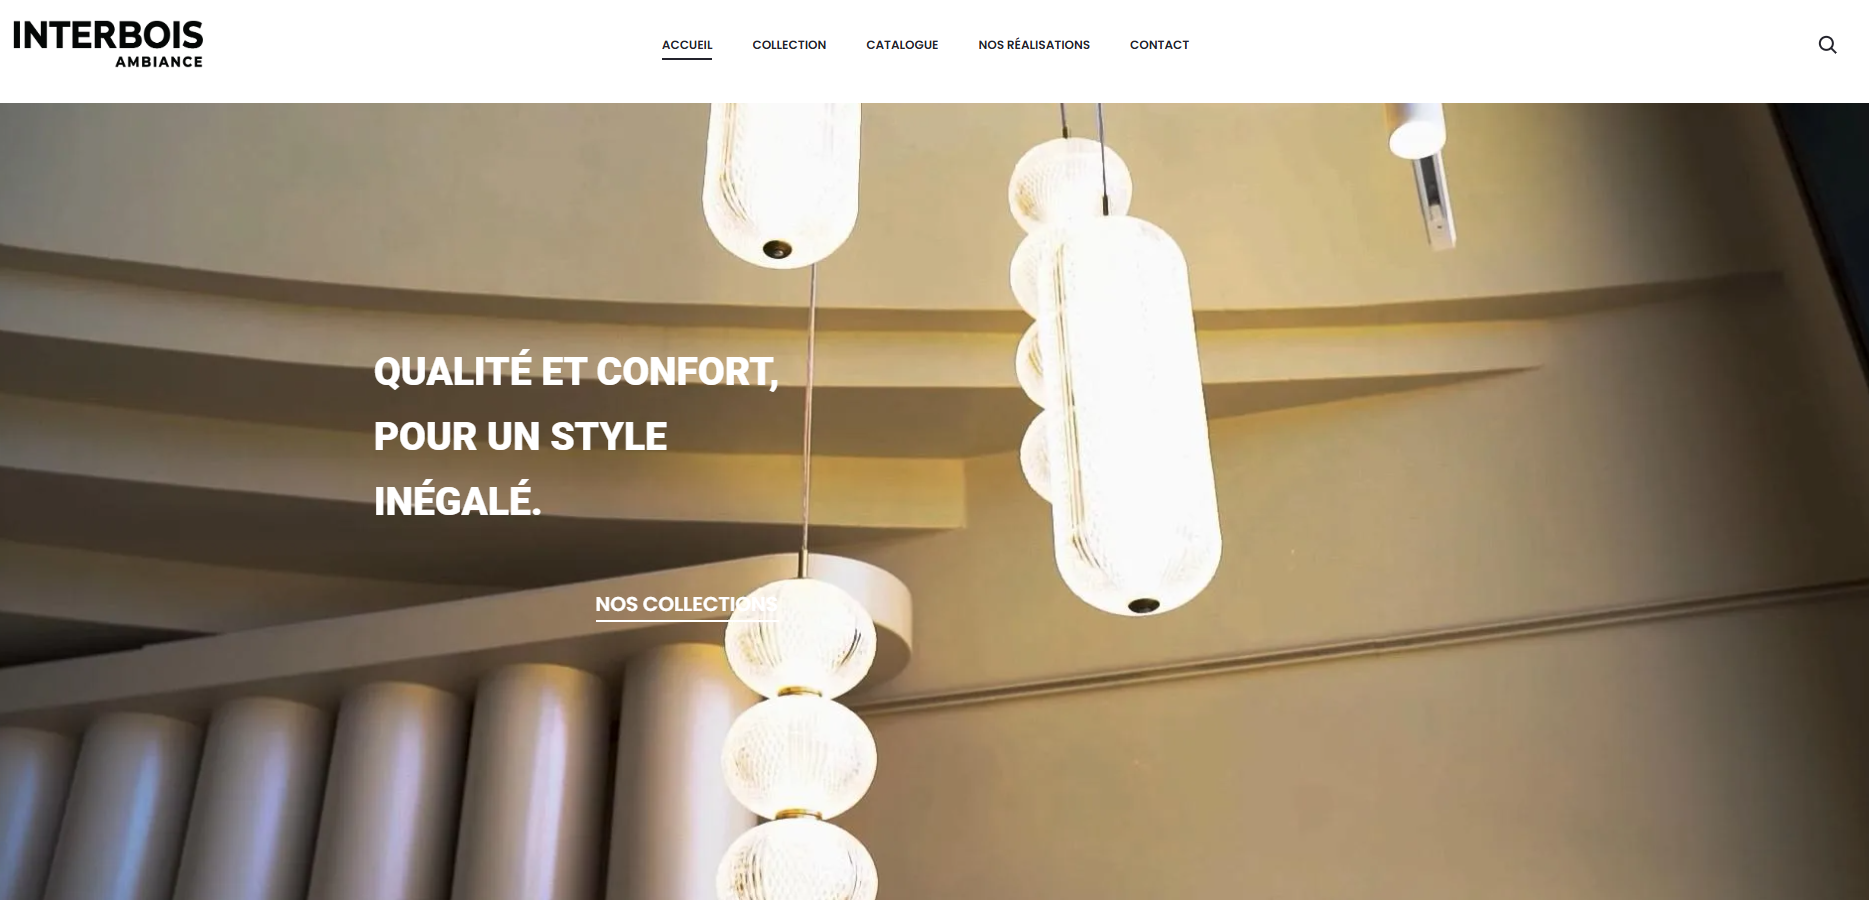 INTERBOIS
AMBIANCE
ACCUEIL
COLLECTION
CATALOGUE
NOS RÉALISATIONS
CONTACT
QUALITÉ ET CONFORT,
POUR UN STYLE
INÉGALÉ.
NOS COLLECTIONS